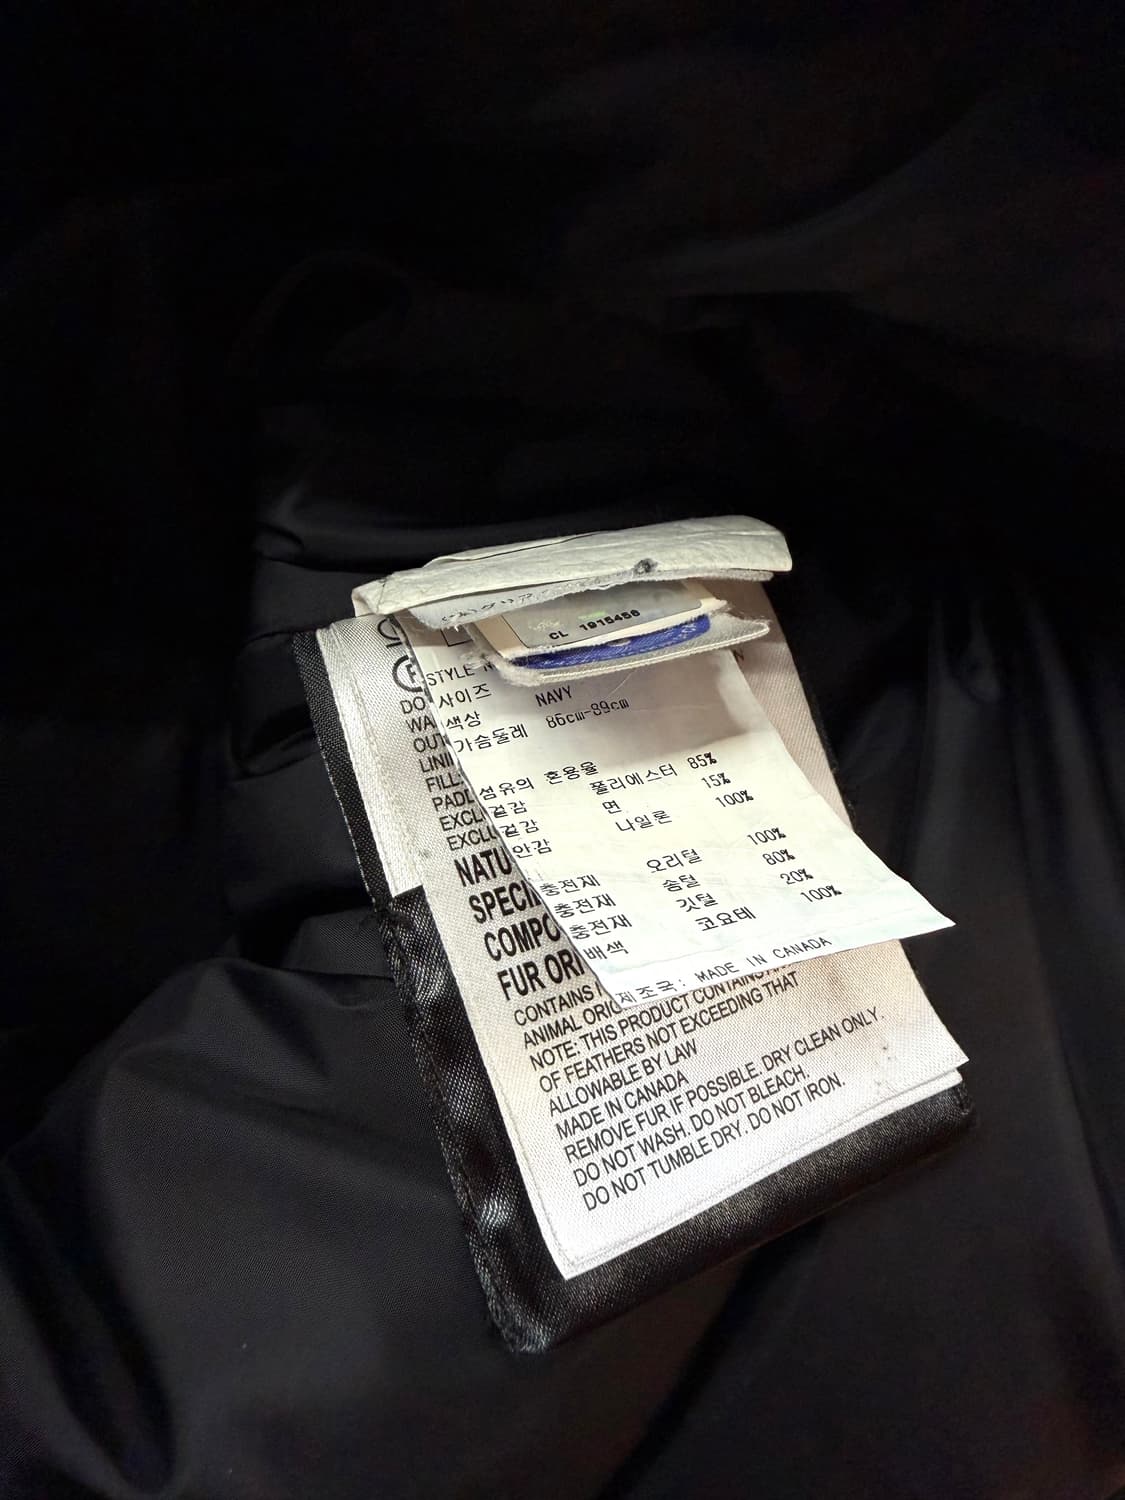 CL 1915456
STYLE N
사이즈 NAVY
색상 86cm-89cm
가슴둘레
섬유의 혼용율
겉감 폴리에스터 85%
겉감 면 15%
안감 나일론 100%
충전재 오리털 100%
충전재 솜털 80%
충전재 깃털 20%
배색 코요테 100%
제조국: MADE IN CANADA
DO
WA
OUT
LINI
FILL:
PADD
EXCLU
EXCLU
NATU
SPECI
COMPO
FUR ORI
CONTAINS
ANIMAL ORIG
NOTE: THIS PRODUCT CONTAINS
OF FEATHERS NOT EXCEEDING THAT
ALLOWABLE BY LAW
MADE IN CANADA
REMOVE FUR IF POSSIBLE. DRY CLEAN ONLY.
DO NOT WASH. DO NOT BLEACH.
DO NOT TUMBLE DRY. DO NOT IRON.